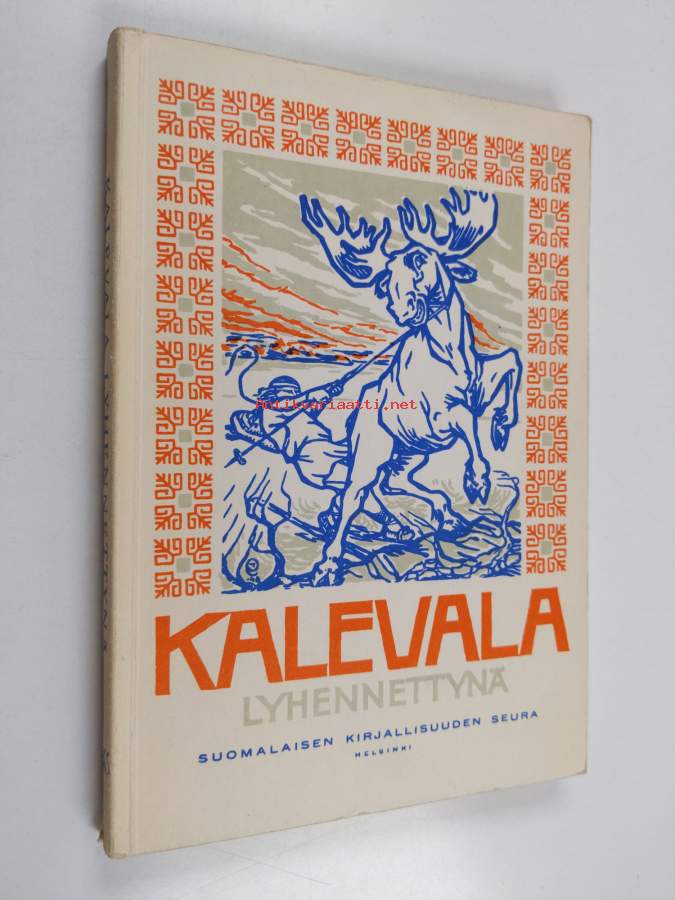 KALEVALA
LYHENNETTYNÄ
SUOMALAISEN KIRJALLISUUDEN SEURA
HELSINKI
KALEVALA LYHENNETTYNÄ
Antikvariaatti.net